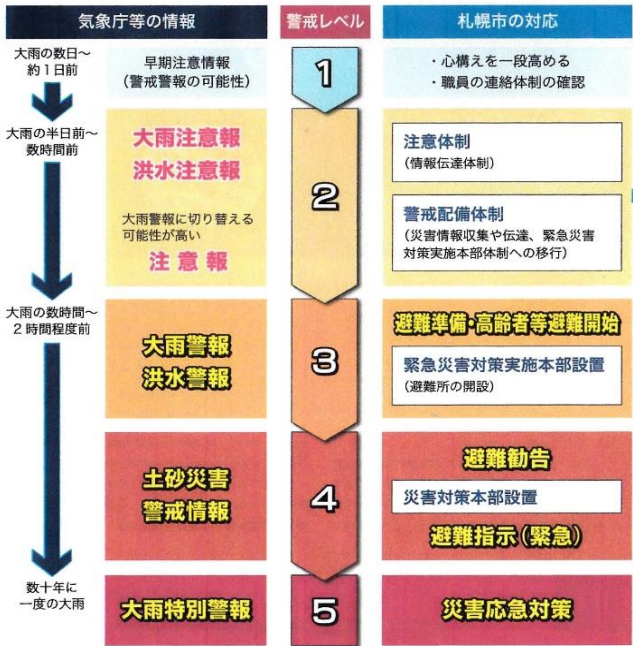 気象庁等の情報
警戒レベル
札幌市の対応
大雨の数日～
約１日前
早期注意情報
（警戒警報の可能性）
1
・心構えを一段高める
・職員の連絡体制の確認
大雨の半日前～
数時間前
大雨注意報
洪水注意報
大雨警報に切り替える
可能性が高い
注意報
2
注意体制
（情報伝達体制）
警戒配備体制
（災害情報収集や伝達、緊急災害
対策実施本部体制への移行）
大雨の数時間～
２時間程度前
大雨警報
洪水警報
3
避難準備・高齢者等避難開始
緊急災害対策実施本部設置
（避難所の開設）
土砂災害
警戒情報
4
避難勧告
災害対策本部設置
避難指示（緊急）
数十年に
一度の大雨
大雨特別警報
5
災害応急対策